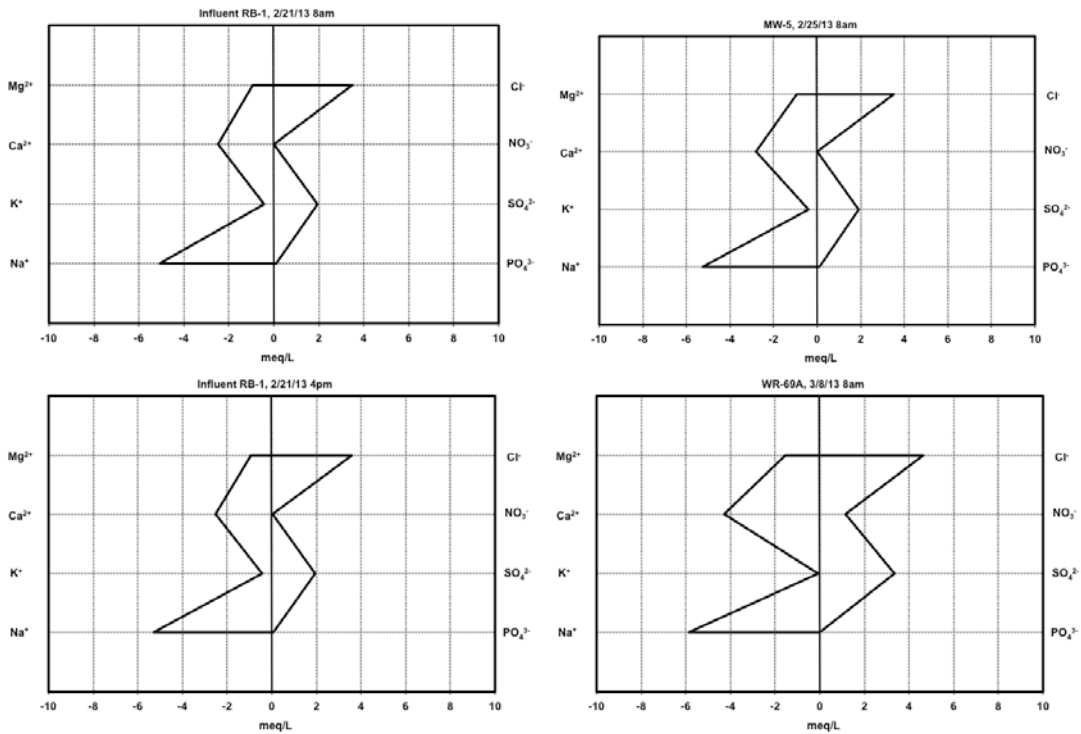 Influent RB-1, 2/21/13 8am
Mg²⁺ Cl⁻
Ca²⁺ NO₃⁻
K⁺ SO₄²⁻
Na⁺ PO₄³⁻
-10 -8 -6 -4 -2 0 2 4 6 8 10
meq/L
MW-5, 2/25/13 8am
Mg²⁺ Cl⁻
Ca²⁺ NO₃⁻
K⁺ SO₄²⁻
Na⁺ PO₄³⁻
-10 -8 -6 -4 -2 0 2 4 6 8 10
meq/L
Influent RB-1, 2/21/13 4pm
Mg²⁺ Cl⁻
Ca²⁺ NO₃⁻
K⁺ SO₄²⁻
Na⁺ PO₄³⁻
-10 -8 -6 -4 -2 0 2 4 6 8 10
meq/L
WR-69A, 3/8/13 8am
Mg²⁺ Cl⁻
Ca²⁺ NO₃⁻
K⁺ SO₄²⁻
Na⁺ PO₄³⁻
-10 -8 -6 -4 -2 0 2 4 6 8 10
meq/L